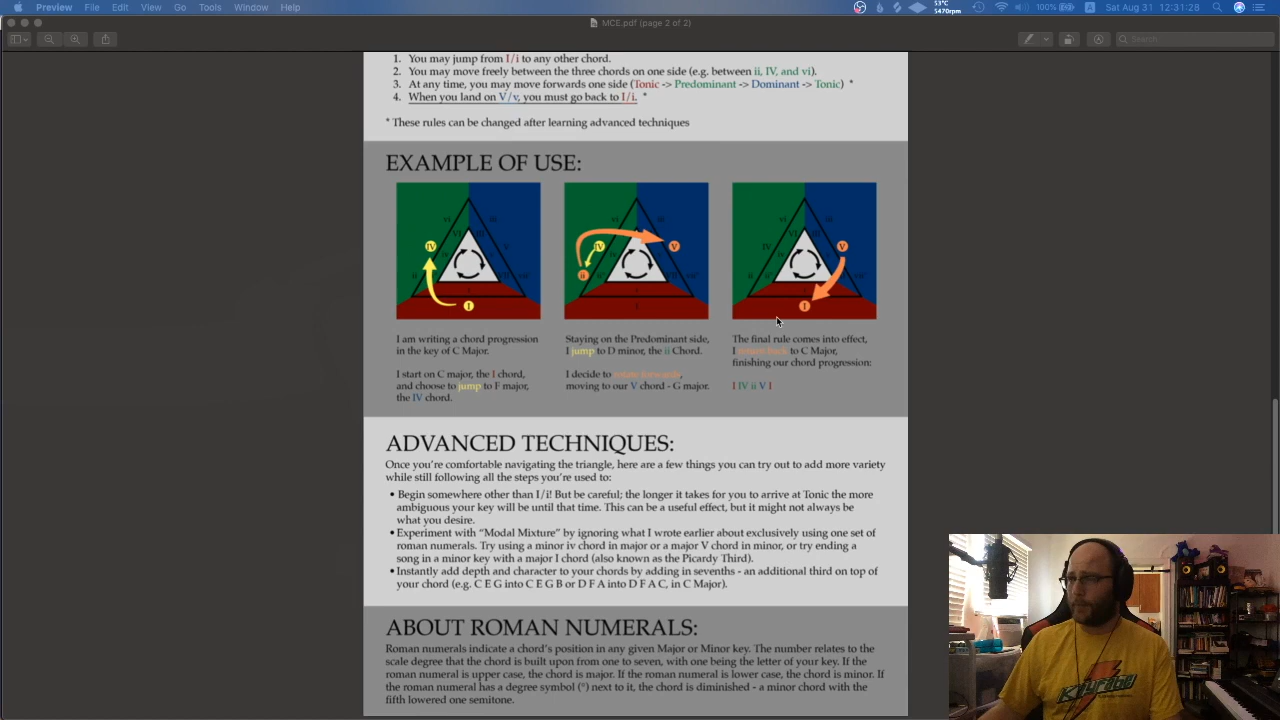 Preview File Edit View Go Tools Window Help
53°C
5470rpm
100%
A
Sat Aug 31 12:31:28
MCE.pdf (page 2 of 2)
Search
1. You may jump from I/i to any other chord.
2. You may move freely between the three chords on one side (e.g. between ii, IV, and vi).
3. At any time, you may move forwards one side (Tonic -> Predominant -> Dominant -> Tonic) *
4. When you land on V/v, you must go back to I/i. *
* These rules can be changed after learning advanced techniques
EXAMPLE OF USE:
I am writing a chord progression
in the key of C Major.
I start on C major, the I chord,
and choose to jump to F major,
the IV chord.
Staying on the Predominant side,
I jump to D minor, the ii Chord.
I decide to rotate forwards,
moving to our V chord - G major.
The final rule comes into effect,
I to C Major,
finishing our chord progression:
I IV ii V I
ADVANCED TECHNIQUES:
Once you're comfortable navigating the triangle, here are a few things you can try out to add more variety
while still following all the steps you're used to:
• Begin somewhere other than I/i! But be careful; the longer it takes for you to arrive at Tonic the more
ambiguous your key will be until that time. This can be a useful effect, but it might not always be
what you desire.
• Experiment with “Modal Mixture” by ignoring what I wrote earlier about exclusively using one set of
roman numerals. Try using a minor iv chord in major or a major V chord in minor, or try ending a
song in a minor key with a major I chord (also known as the Picardy Third).
• Instantly add depth and character to your chords by adding in sevenths - an additional third on top of
your chord (e.g. C E G into C E G B or D F A into D F A C, in C Major).
ABOUT ROMAN NUMERALS:
Roman numerals indicate a chord's position in any given Major or Minor key. The number relates to the
scale degree that the chord is built upon from one to seven, with one being the letter of your key. If the
roman numeral is upper case, the chord is major. If the roman numeral is lower case, the chord is minor. If
the roman numeral has a degree symbol (°) next to it, the chord is diminished - a minor chord with the
fifth lowered one semitone.